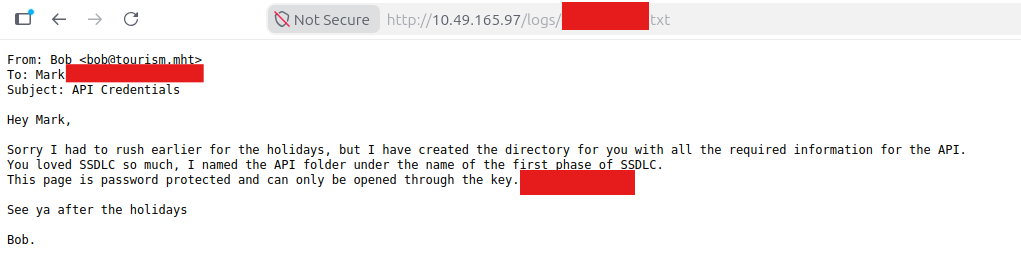 Not Secure http://10.49.165.97/logs/ txt
From: Bob <bob@tourism.mht>
To: Mark
Subject: API Credentials
Hey Mark,
Sorry I had to rush earlier for the holidays, but I have created the directory for you with all the required information for the API.
You loved SSDLC so much, I named the API folder under the name of the first phase of SSDLC.
This page is password protected and can only be opened through the key.
See ya after the holidays
Bob.